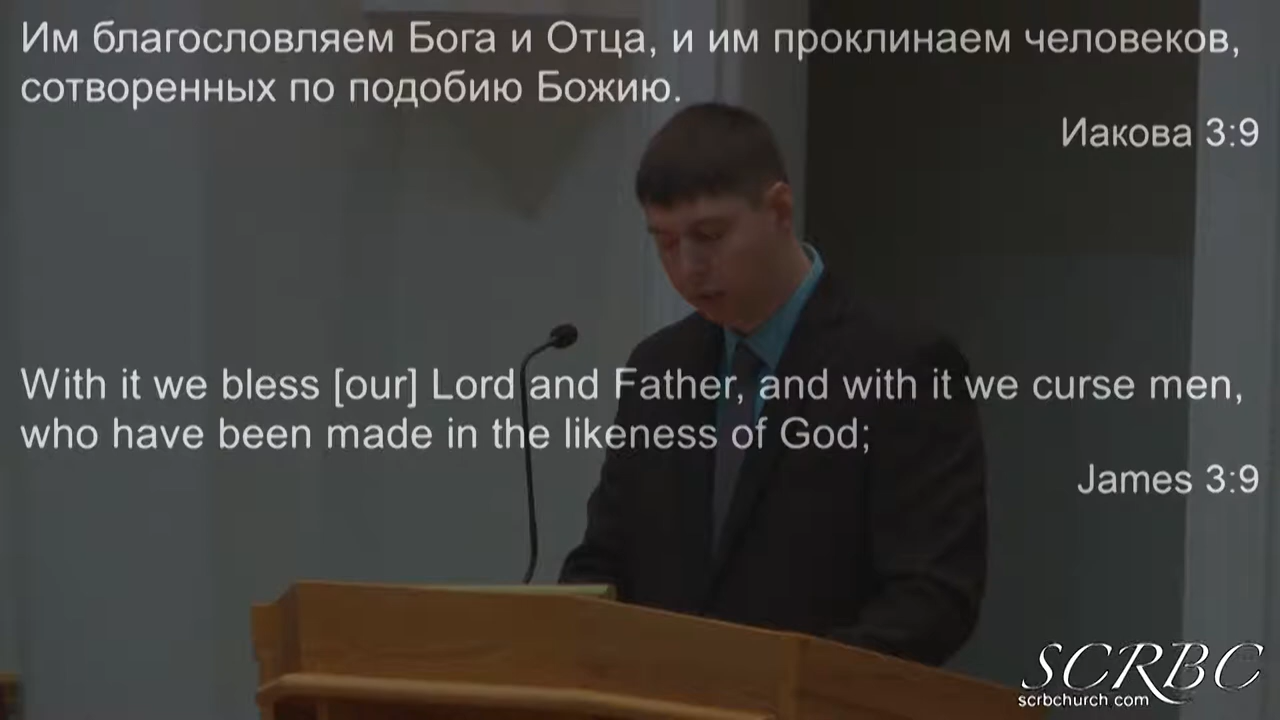 Им благословляем Бога и Отца, и им проклинаем человеков,
сотворенных по подобию Божию.
Иакова 3:9
With it we bless [our] Lord and Father, and with it we curse men,
who have been made in the likeness of God;
James 3:9
SCRBC
scrbchurch.com